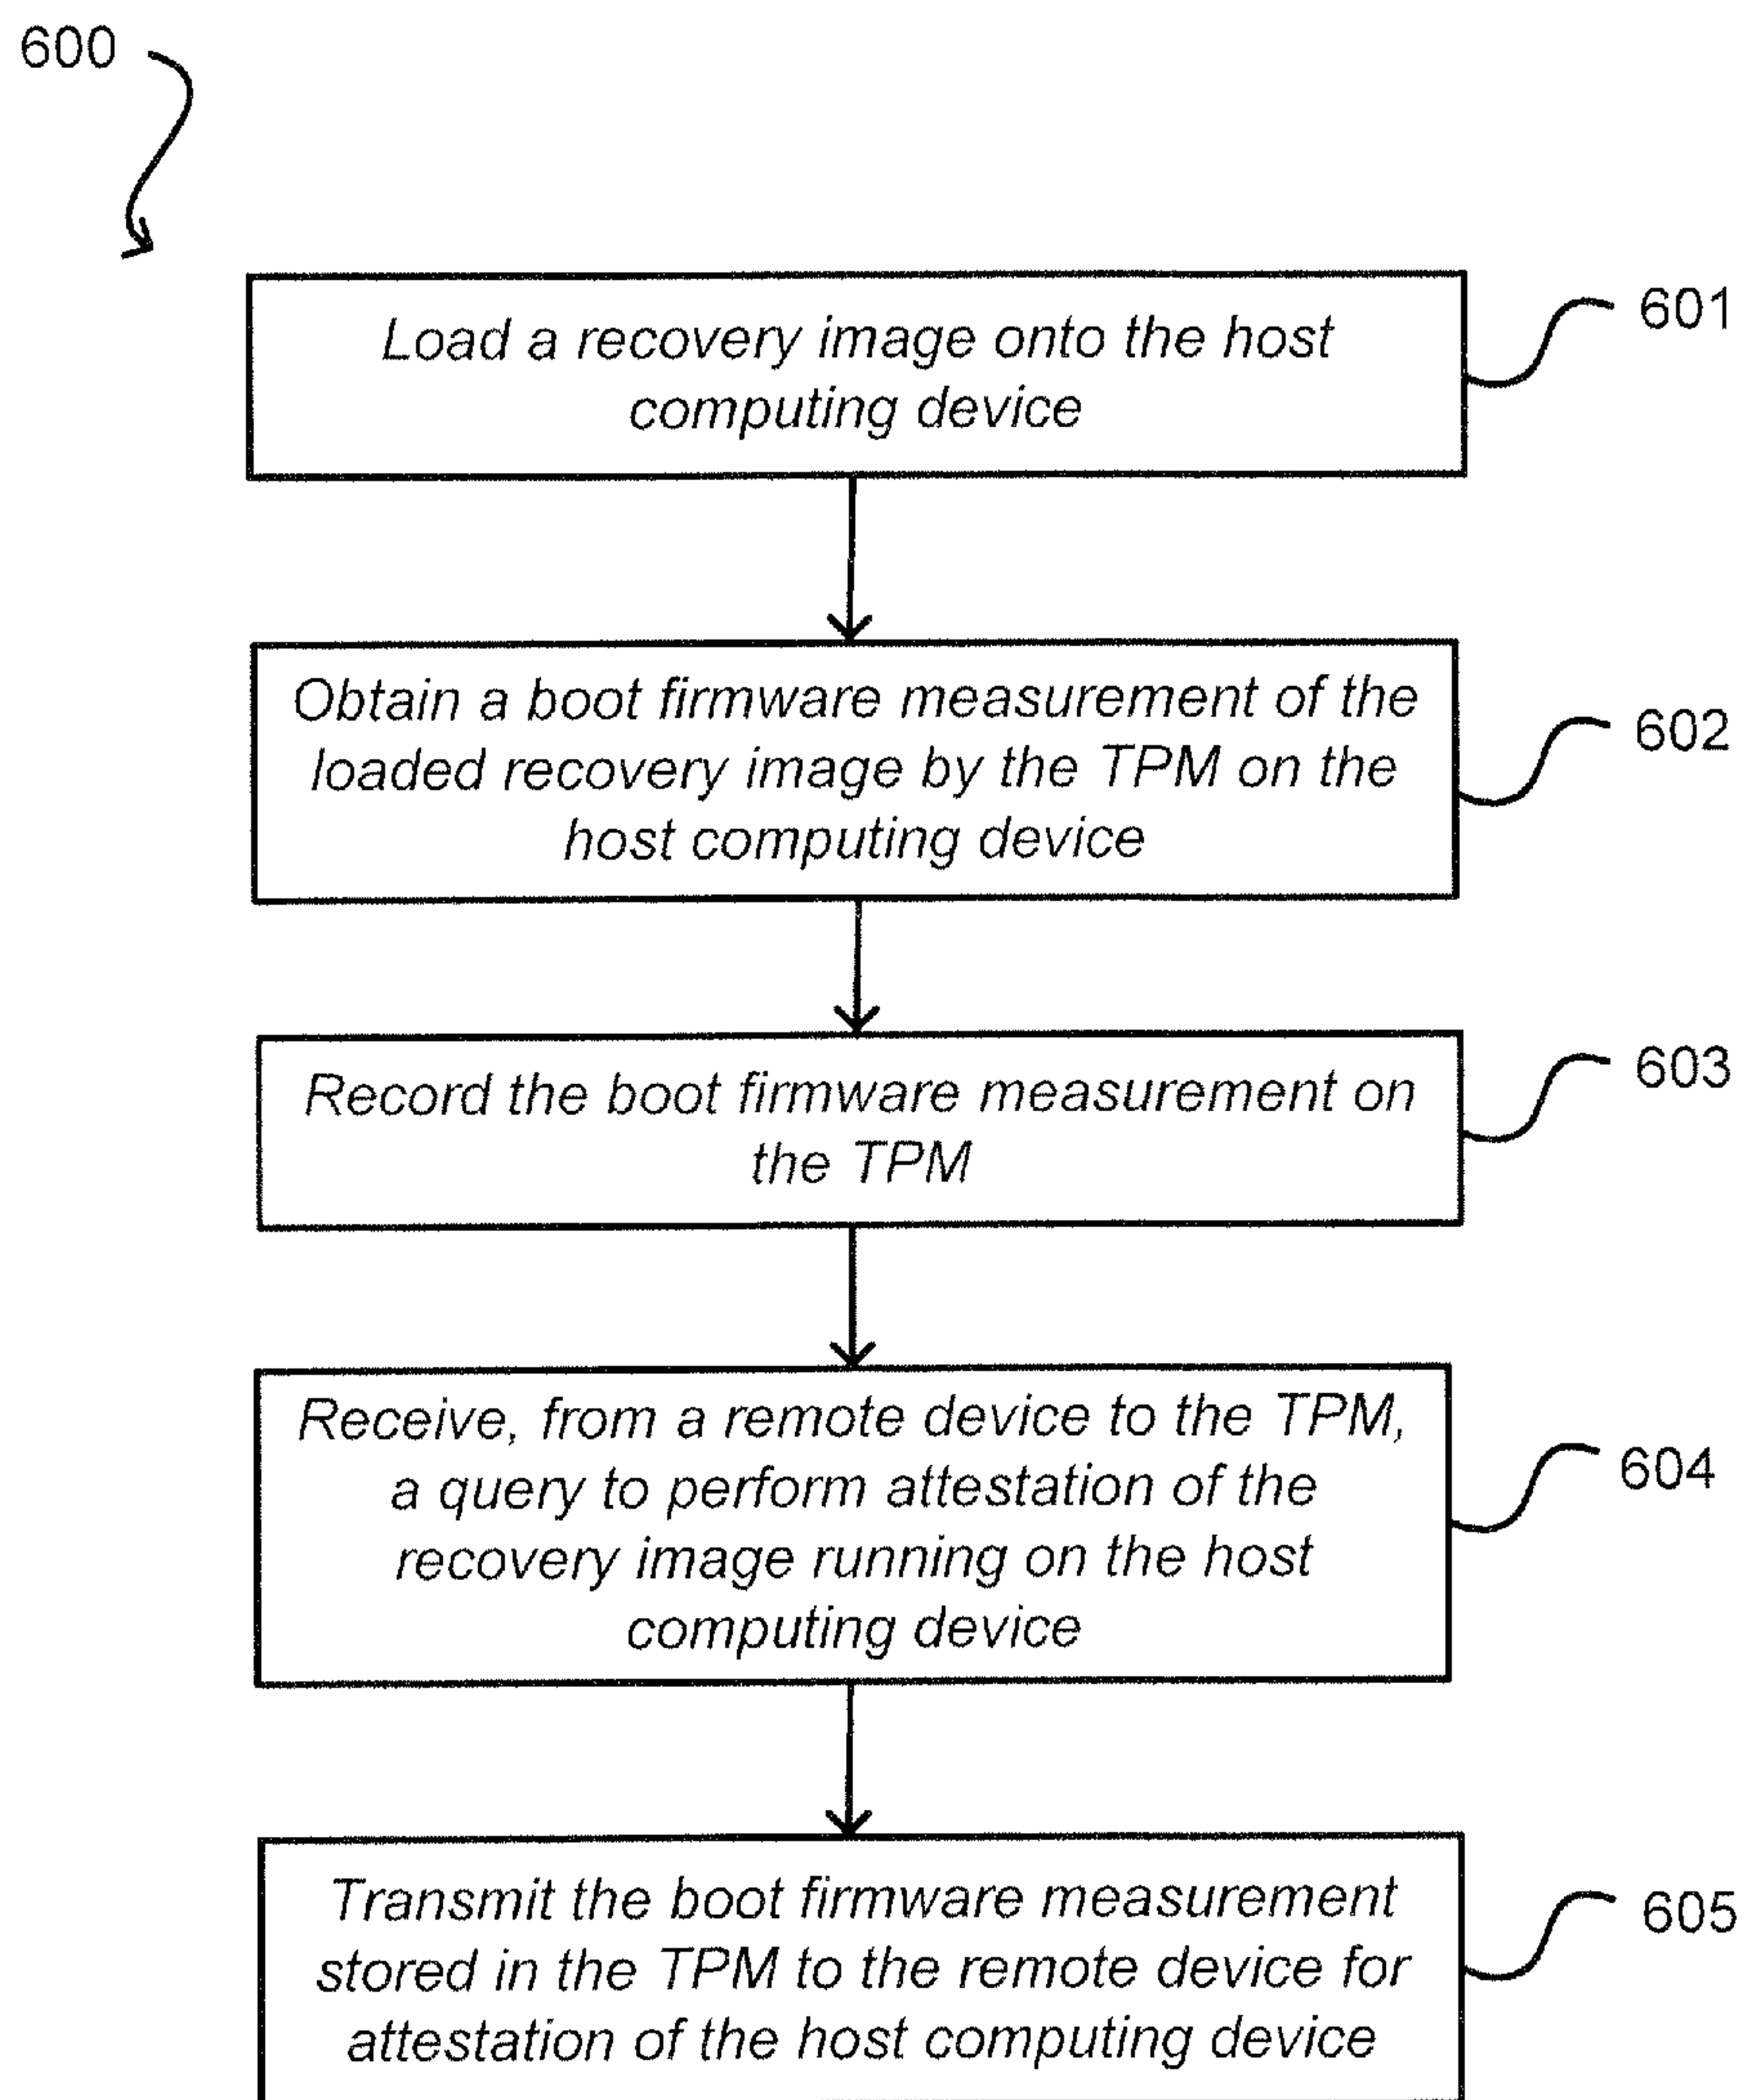 600
Load a recovery image onto the host
computing device
601
Obtain a boot firmware measurement of the
loaded recovery image by the TPM on the
host computing device
602
Record the boot firmware measurement on
the TPM
603
Receive, from a remote device to the TPM,
a query to perform attestation of the
recovery image running on the host
computing device
604
Transmit the boot firmware measurement
stored in the TPM to the remote device for
attestation of the host computing device
605